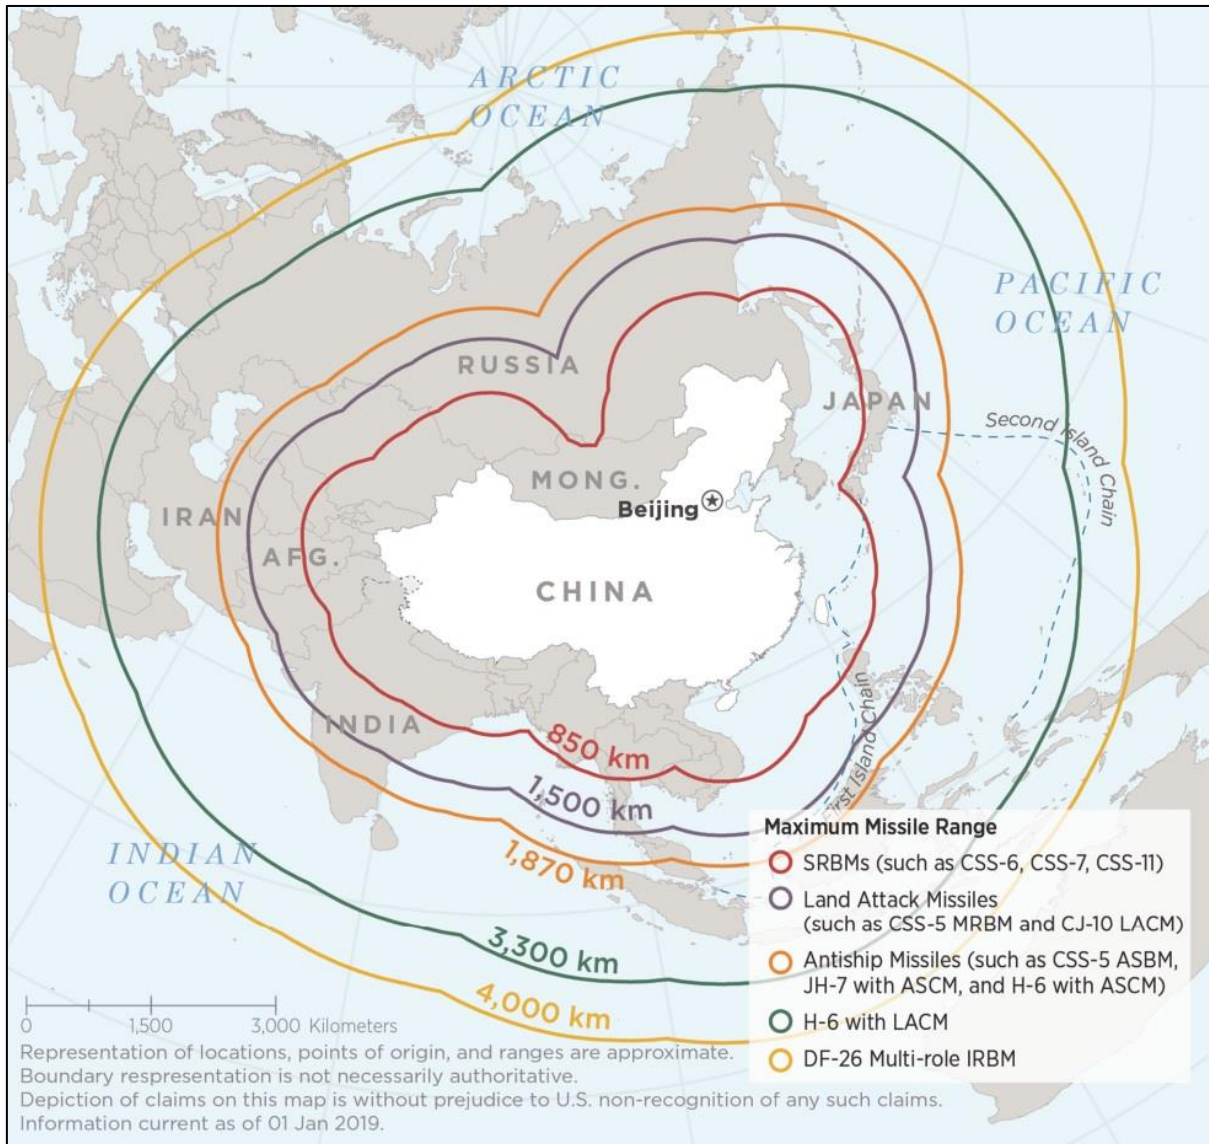 ARCTIC
OCEAN
PACIFIC
OCEAN
RUSSIA
JAPAN
Second Island Chain
MONG.
Beijing
IRAN
AFG.
CHINA
INDIA
First Island Chain
850 km
1,500 km
1,870 km
3,300 km
4,000 km
INDIAN
OCEAN
Maximum Missile Range
SRBMs (such as CSS-6, CSS-7, CSS-11)
Land Attack Missiles
(such as CSS-5 MRBM and CJ-10 LACM)
Antiship Missiles (such as CSS-5 ASBM,
JH-7 with ASCM, and H-6 with ASCM)
H-6 with LACM
DF-26 Multi-role IRBM
0 1,500 3,000 Kilometers
Representation of locations, points of origin, and ranges are approximate.
Boundary respresentation is not necessarily authoritative.
Depiction of claims on this map is without prejudice to U.S. non-recognition of any such claims.
Information current as of 01 Jan 2019.